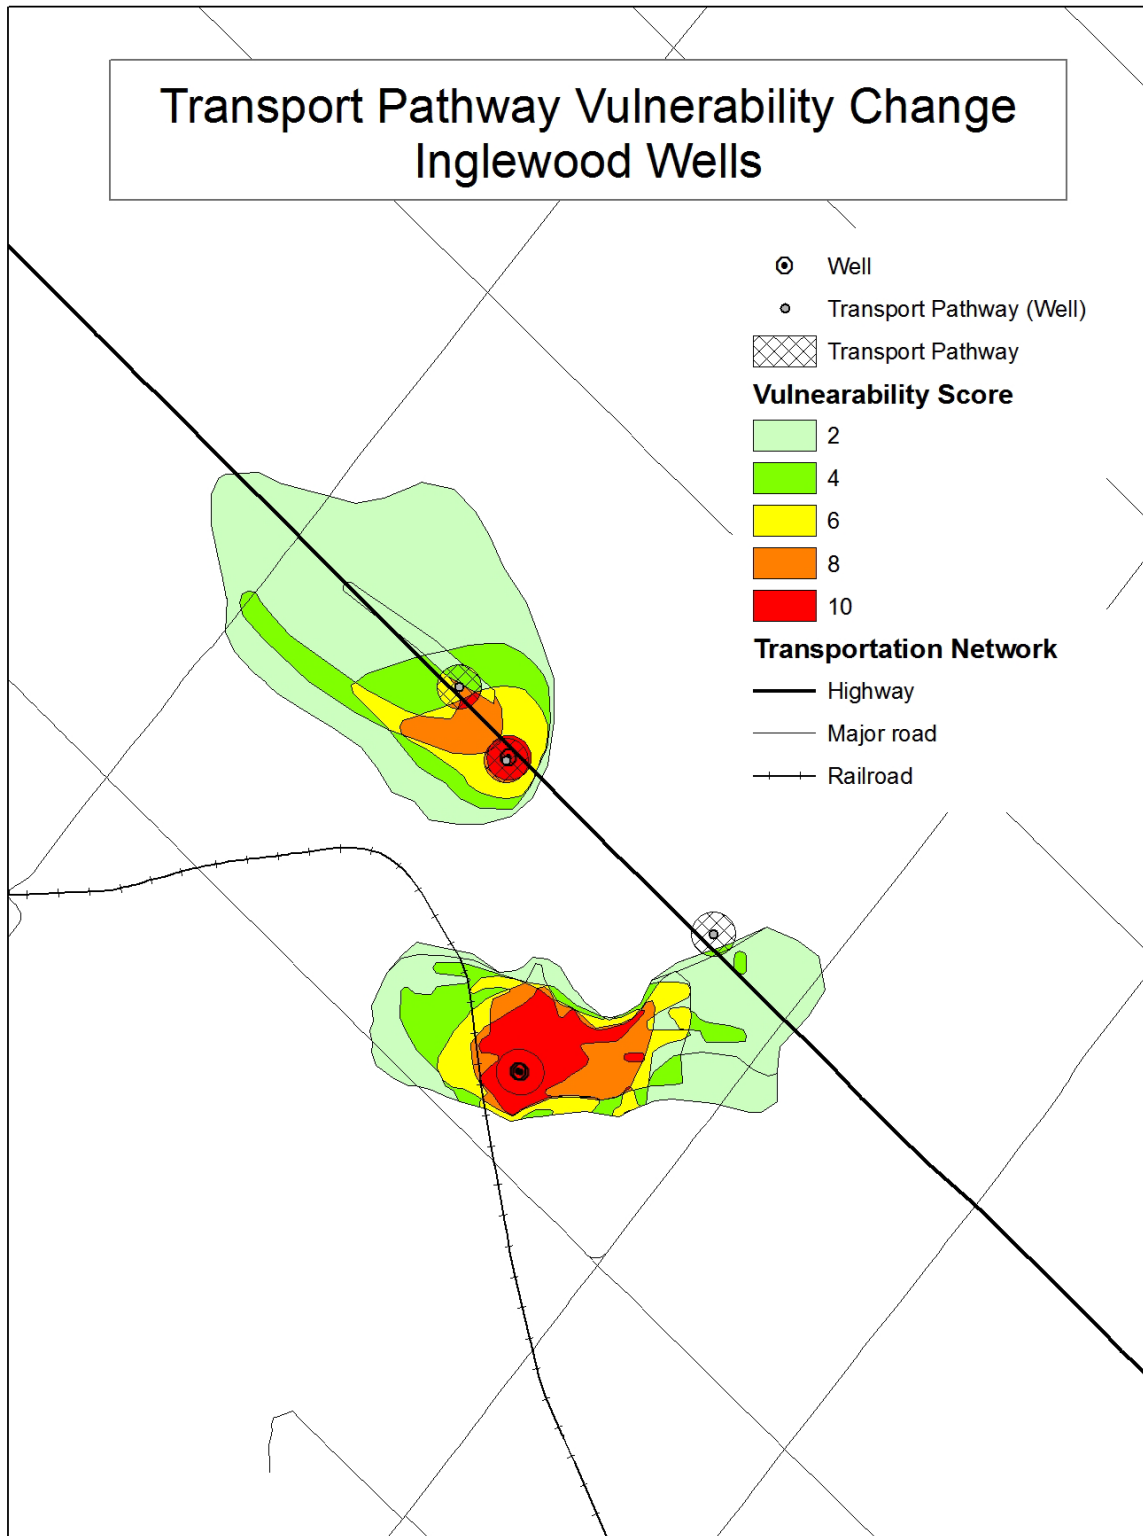 Transport Pathway Vulnerability Change
Inglewood Wells
Well
Transport Pathway (Well)
Transport Pathway
Vulnearability Score
2
4
6
8
10
Transportation Network
Highway
Major road
Railroad